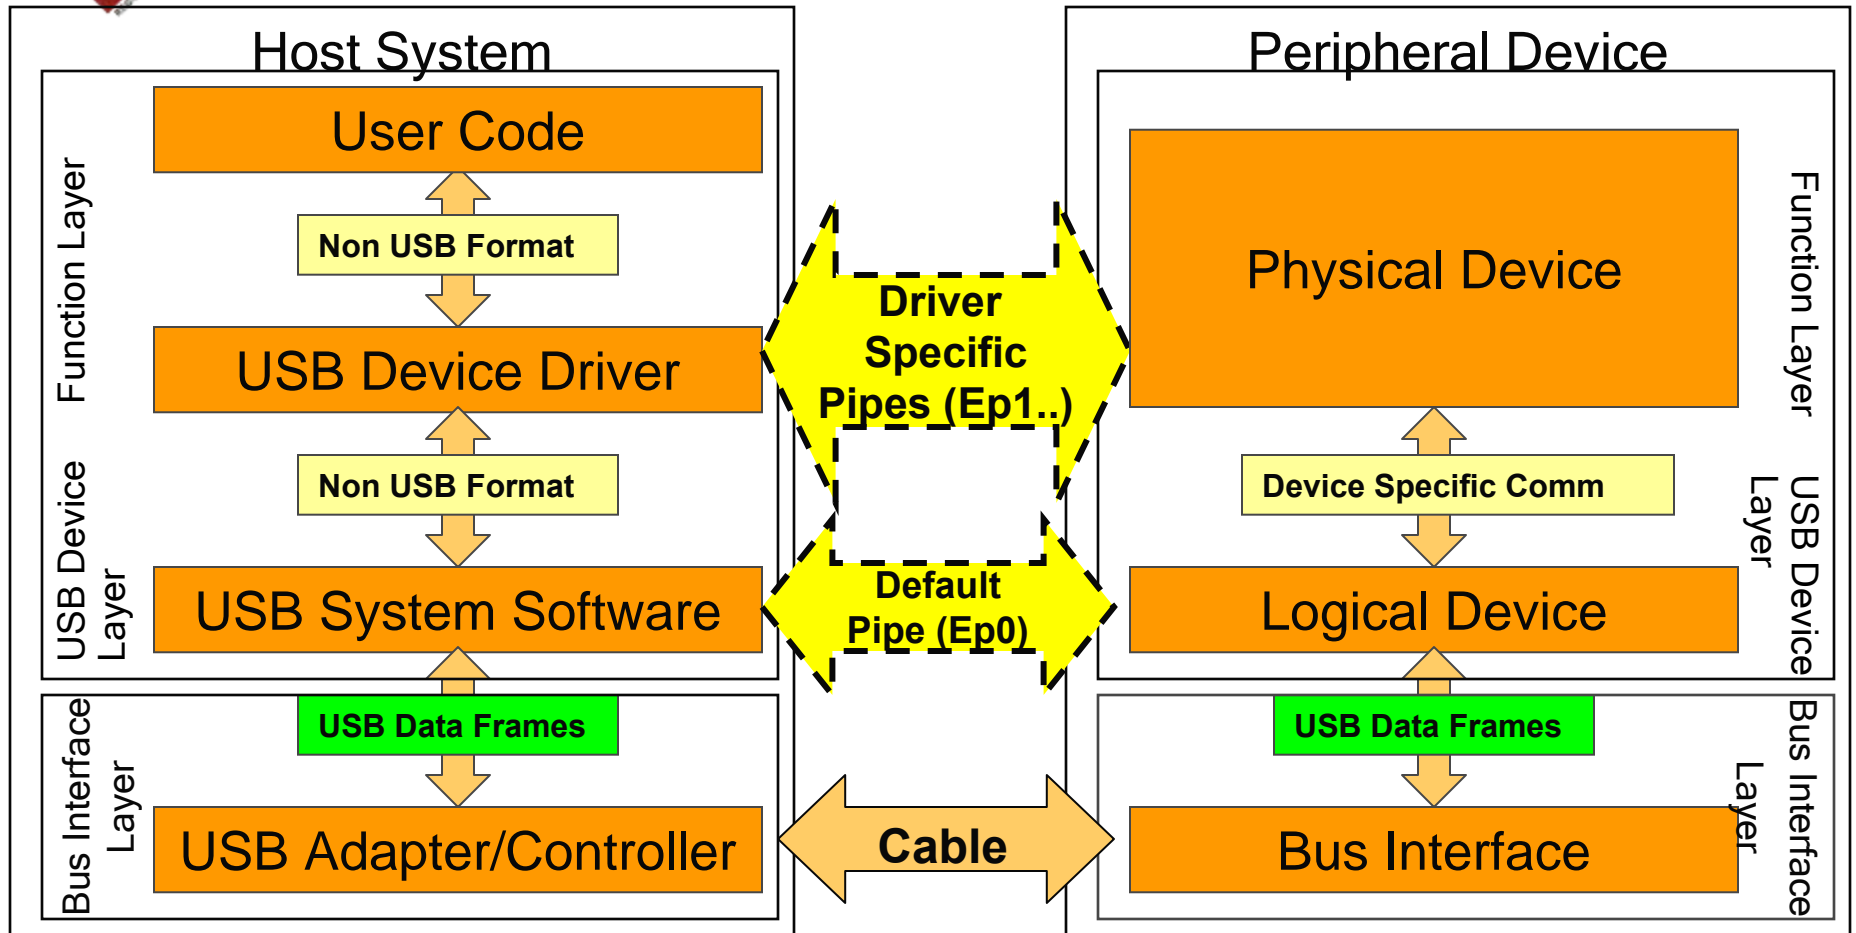 Host System
User Code
Non USB Format
USB Device Driver
Non USB Format
USB System Software
USB Data Frames
USB Adapter/Controller
Function Layer
USB Device
Layer
Bus Interface
Layer
Driver
Specific
Pipes (Ep1..)
Default
Pipe (Ep0)
Cable
Peripheral Device
Physical Device
Device Specific Comm
Logical Device
USB Data Frames
Bus Interface
Function Layer
USB Device
Layer
Bus Interface
Layer